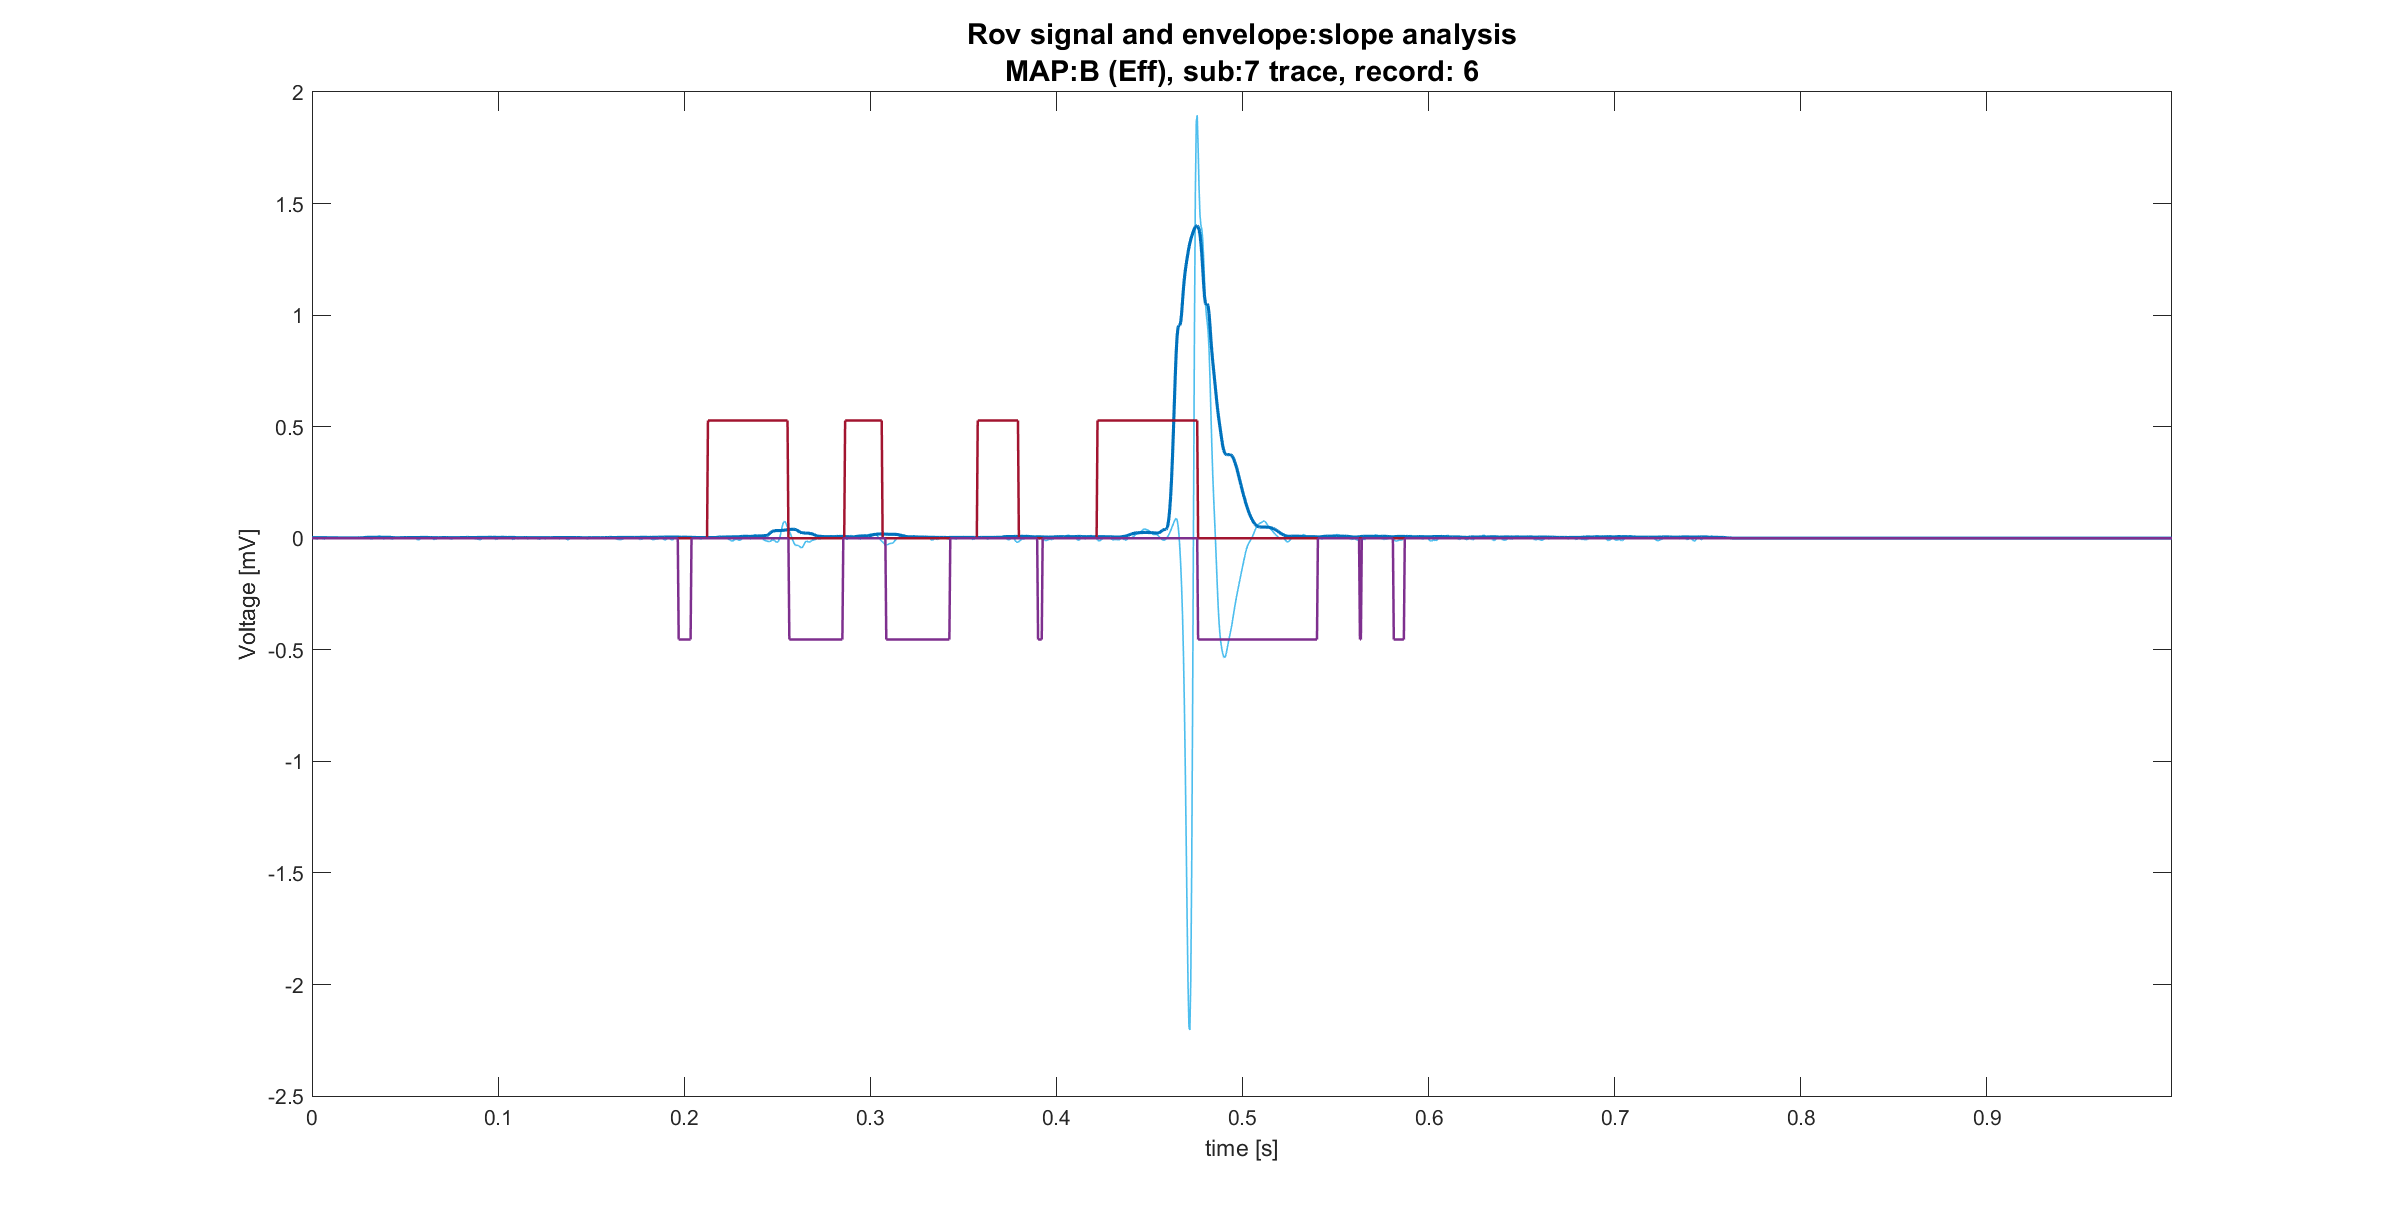 Rov signal and envelope:slope analysis
MAP:B (Eff), sub:7 trace, record: 6
2
1.5
1
0.5
0
-0.5
-1
-1.5
-2
-2.5
Voltage [mV]
0 0.1 0.2 0.3 0.4 0.5 0.6 0.7 0.8 0.9
time [s]